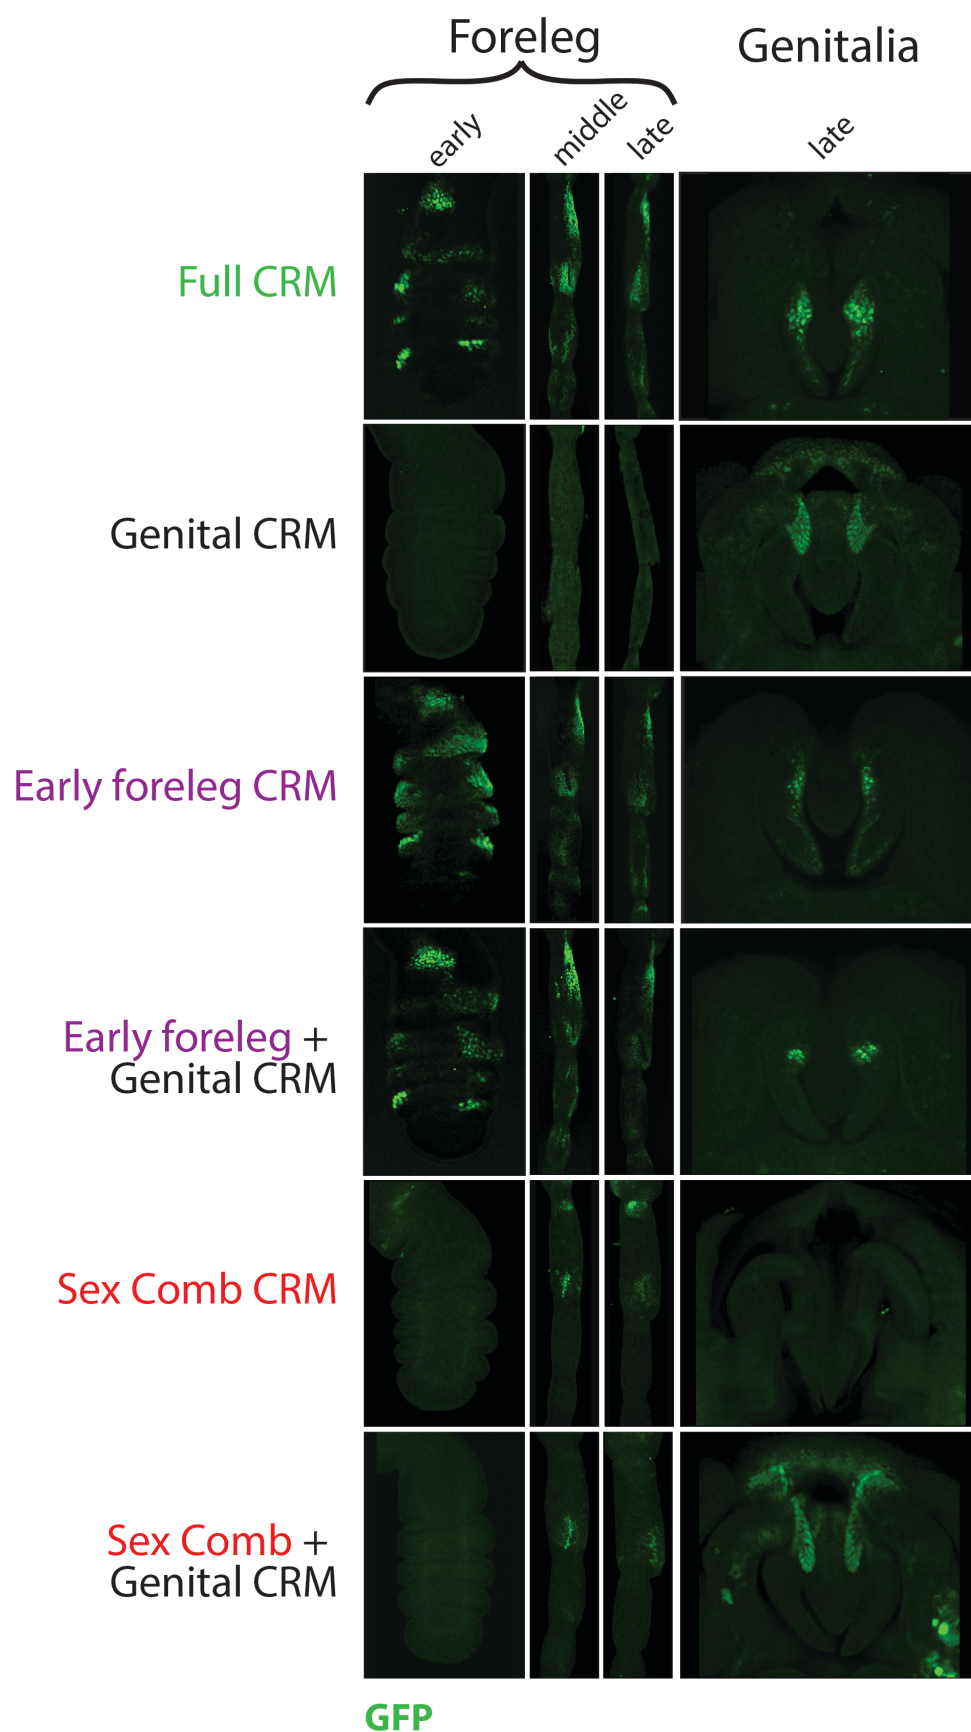 Foreleg
Genitalia
early
middle
late
late
Full CRM
Genital CRM
Early foreleg CRM
Early foreleg +
Genital CRM
Sex Comb CRM
Sex Comb +
Genital CRM
GFP